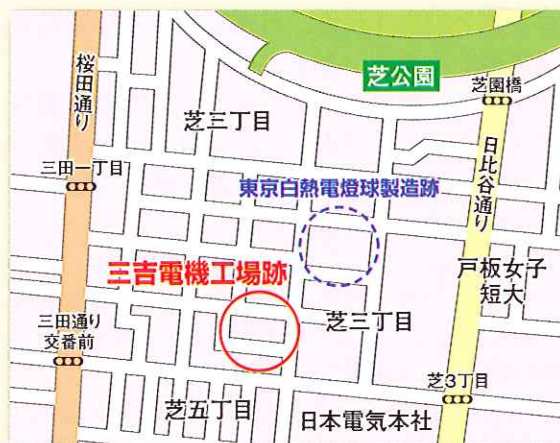 芝公園
芝園橋
桜田通り
芝三丁目
日比谷通り
三田一丁目
東京白熱電燈球製造跡
三吉電機工場跡
戸板女子
短大
三田通り
交番前
芝三丁目
芝3丁目
芝五丁目
日本電気本社